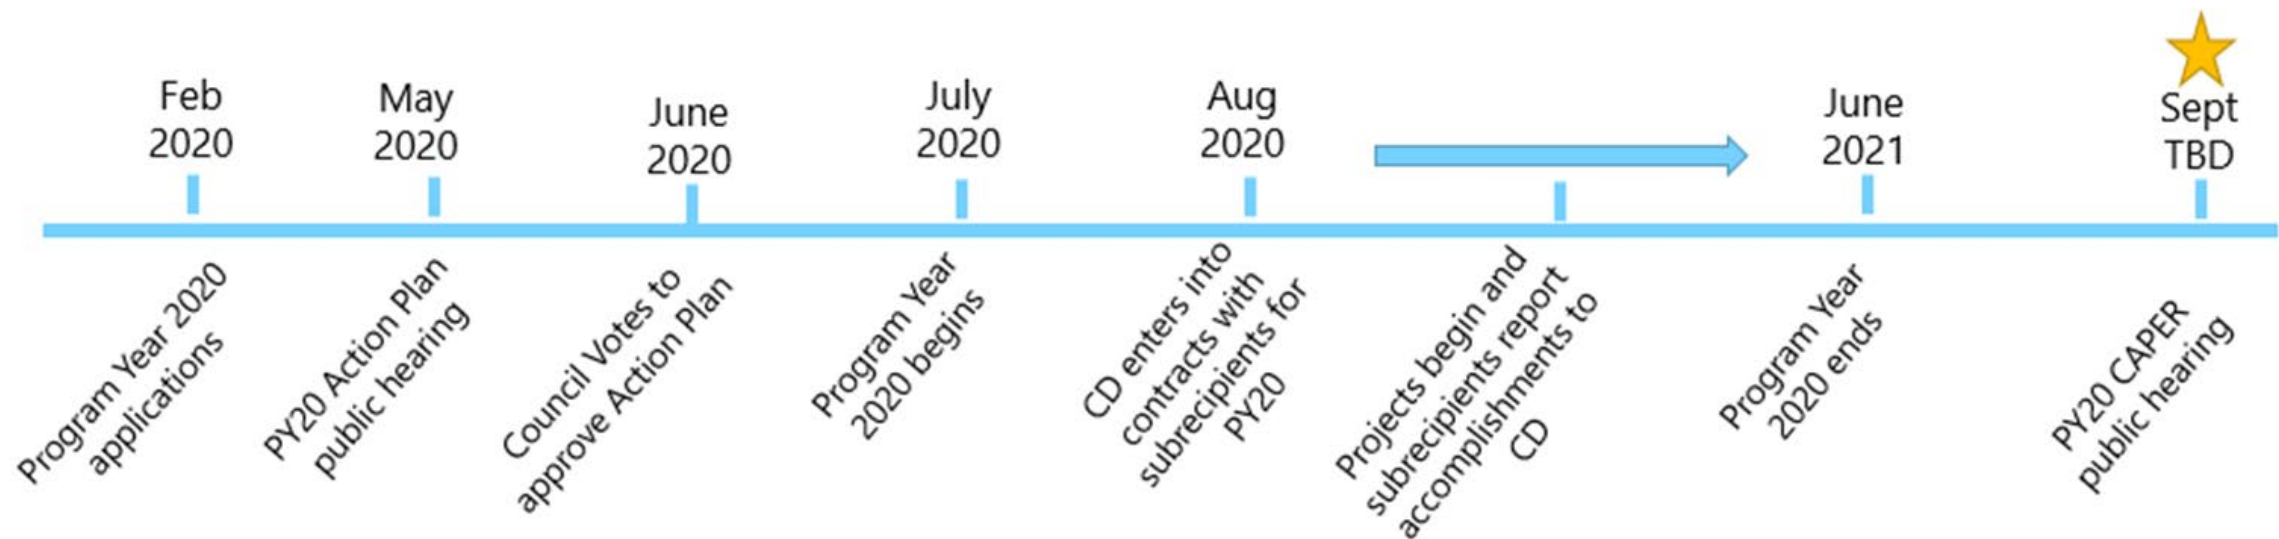 Feb
2020
May
2020
June
2020
July
2020
Aug
2020
June
2021
Sept
TBD
Program Year 2020
applications
PY20 Action Plan
public hearing
Council Votes to
approve Action Plan
Program Year
2020 begins
CD enters into
contracts with
subrecipients for
PY20
Projects begin and
subrecipients report
accomplishments to
CD
Program Year
2020 ends
PY20 CAPER
public hearing